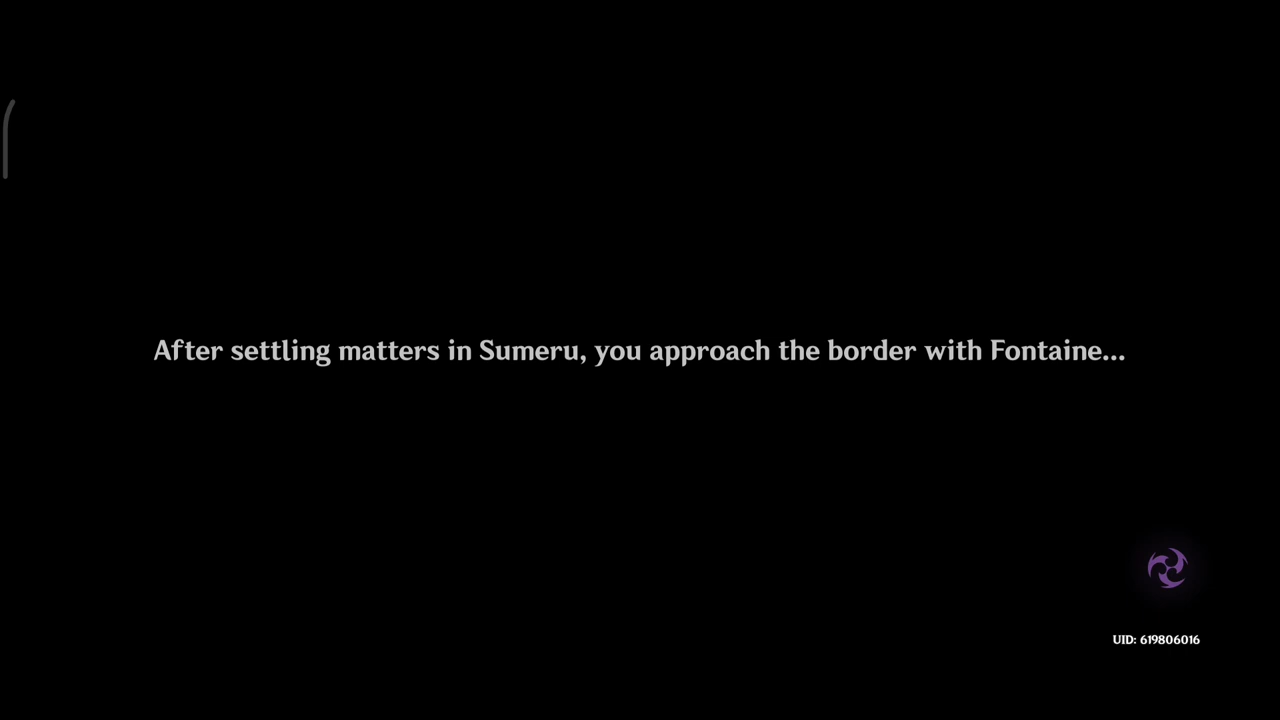 After settling matters in Sumeru, you approach the border with Fontaine...
UID: 619806016